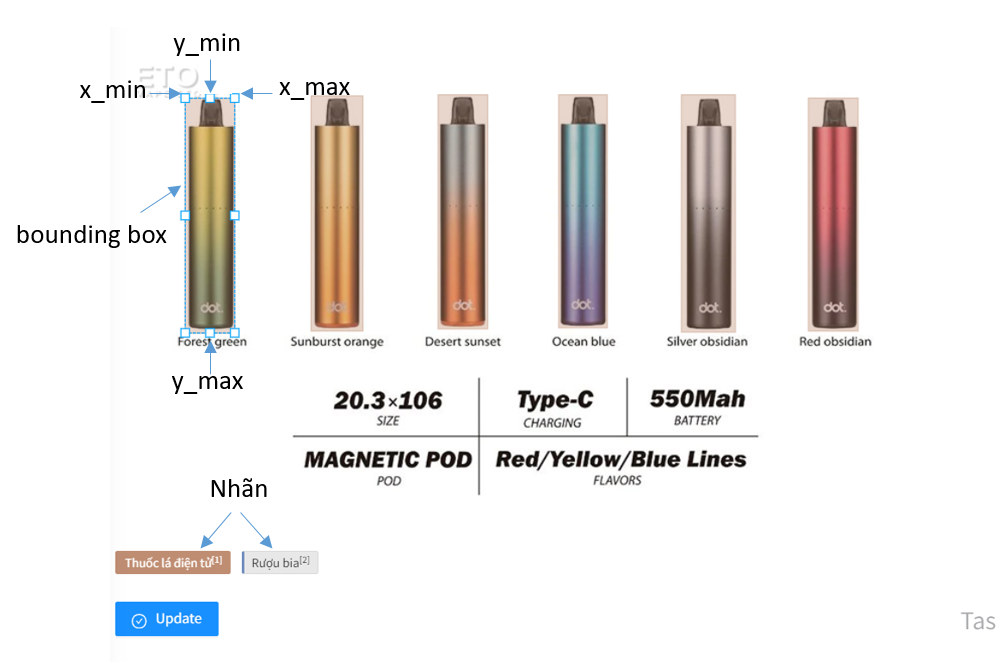 y_min
ETO
x_min
x_max
bounding box
dot.
dot.
dot.
dot.
dot.
dot.
Forest green
Sunburst orange
Desert sunset
Ocean blue
Silver obsidian
Red obsidian
y_max
20.3×106
Type-C
550Mah
SIZE
CHARGING
BATTERY
MAGNETIC POD
Red/Yellow/Blue Lines
POD
FLAVORS
Nhãn
Thuốc lá điện tử[1]
Rượu bia[2]
Update
Tas